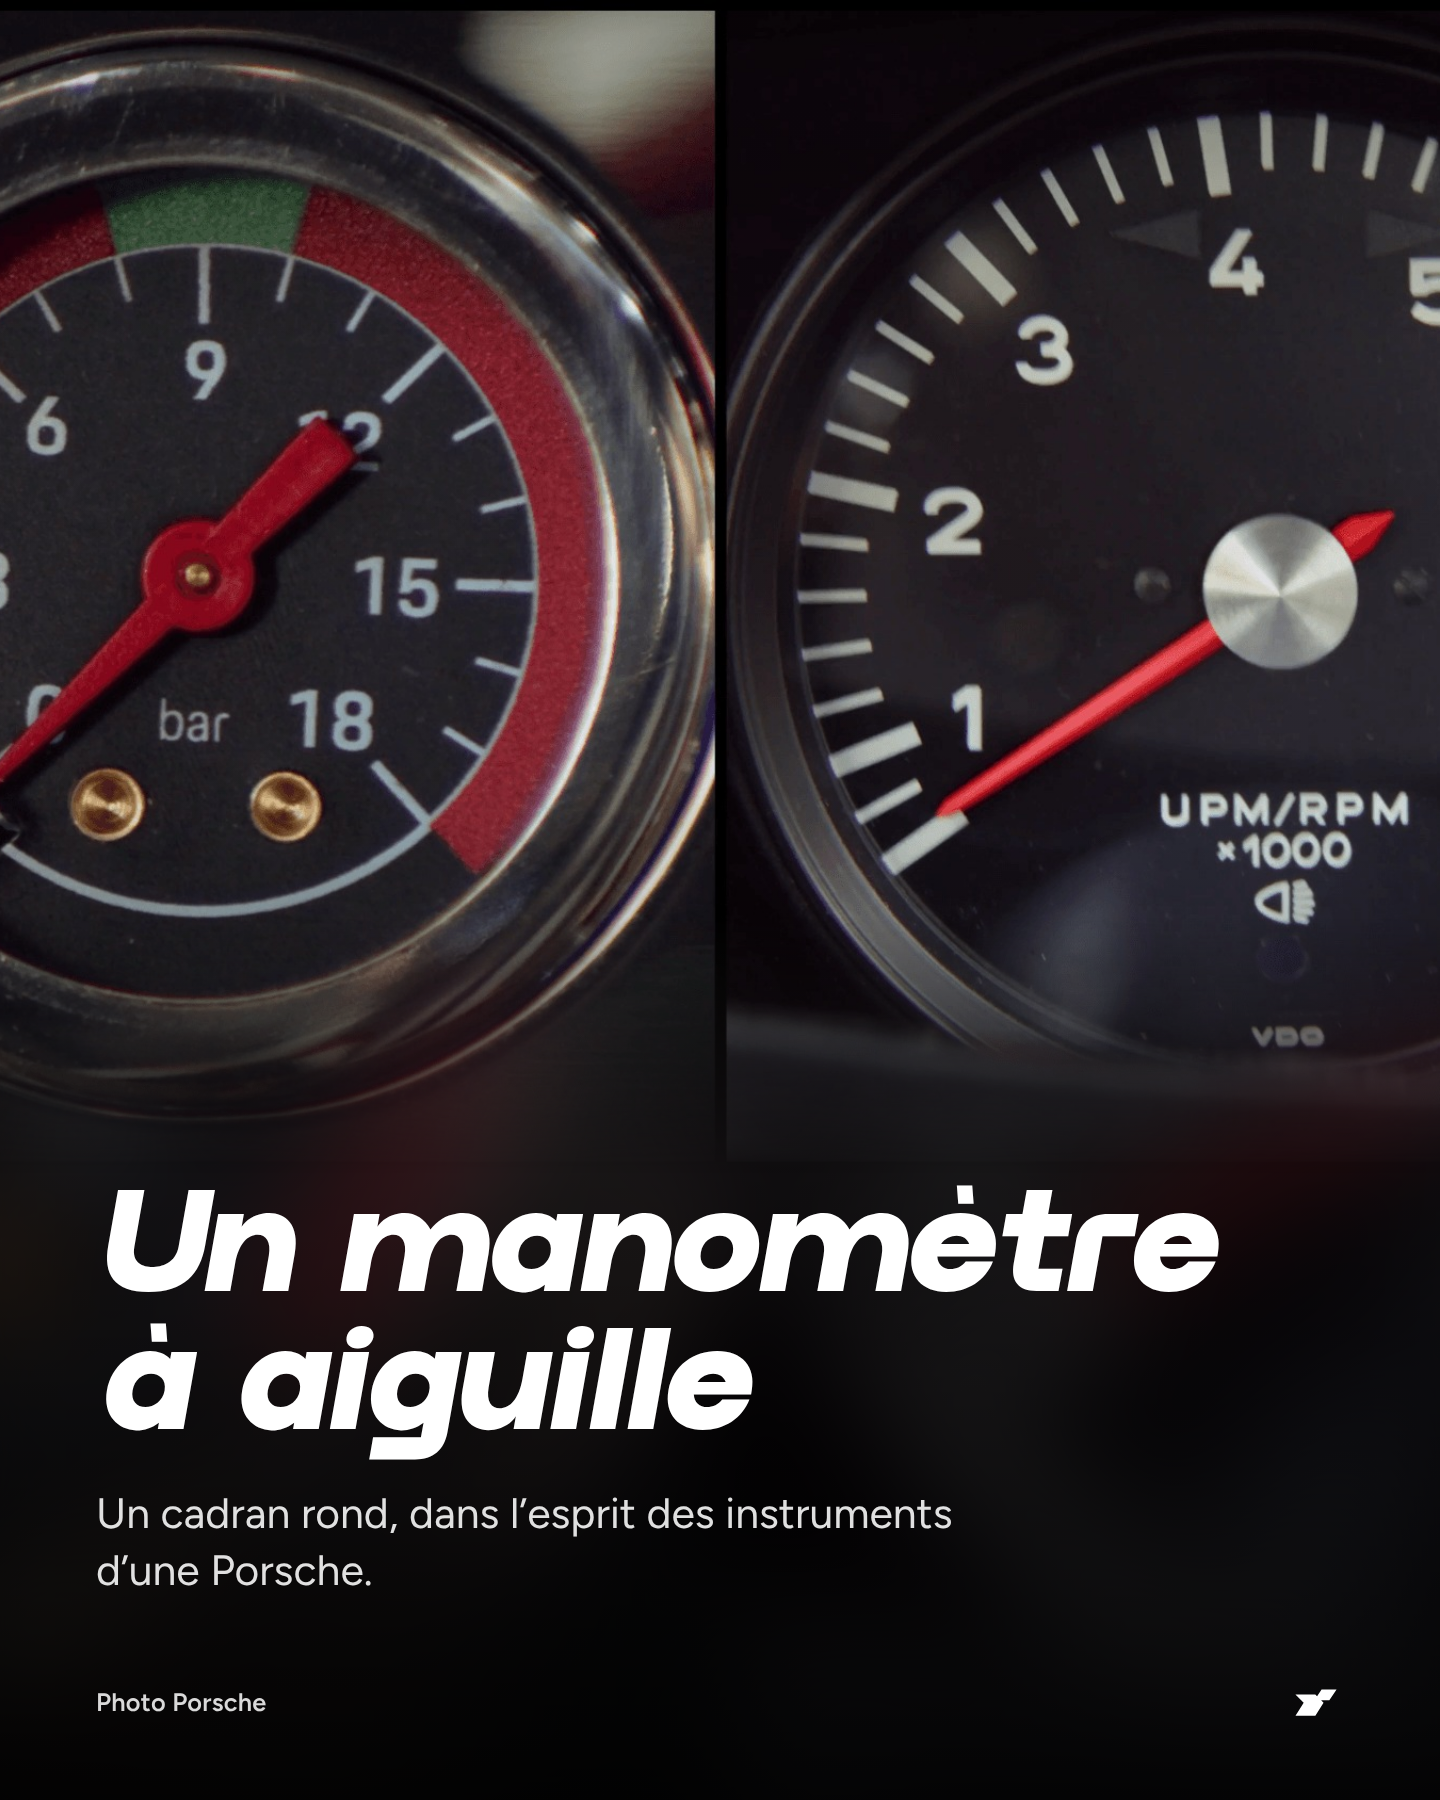 6
9
12
15
18
0
bar
1
2
3
4
5
UPM/RPM
×1000
VDO
Un manomètre
à aiguille
Un cadran rond, dans l’esprit des instruments
d’une Porsche.
Photo Porsche